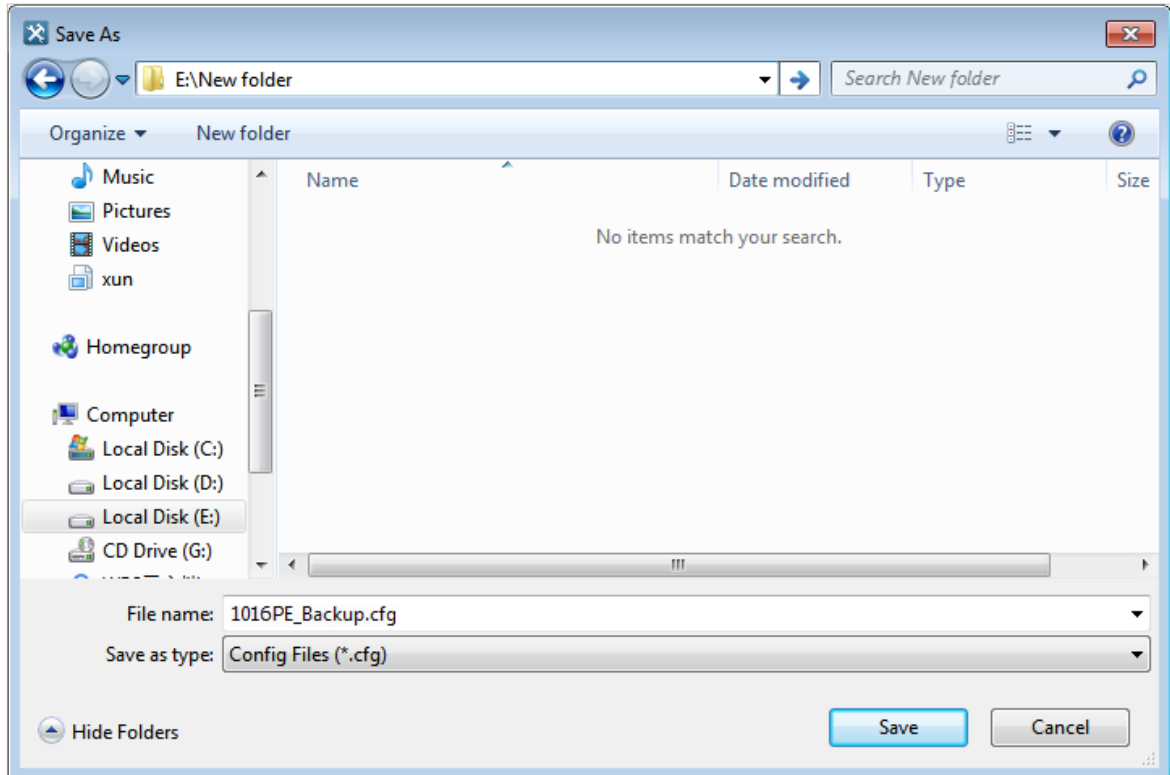 Save As
E:\New folder
Search New folder
Organize
New folder
Name
Date modified
Type
Size
No items match your search.
Music
Pictures
Videos
xun
Homegroup
Computer
Local Disk (C:)
Local Disk (D:)
Local Disk (E:)
CD Drive (G:)
File name: 1016PE_Backup.cfg
Save as type: Config Files (*.cfg)
Hide Folders
Save
Cancel